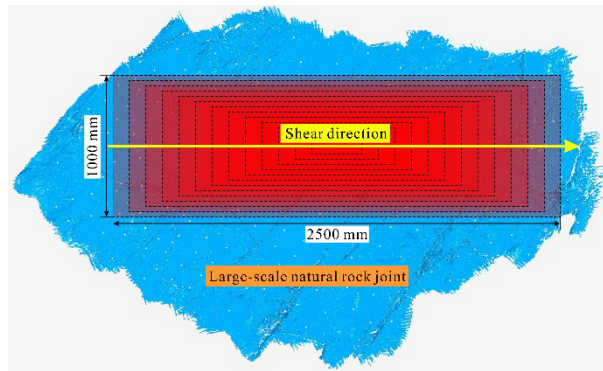 Shear direction
1000 mm
2500 mm
Large-scale natural rock joint